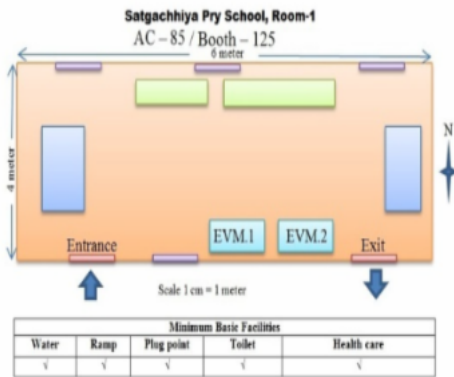 Satgachhiya Pry School, Room-1
AC – 85 / Booth – 125
6 meter
4 meter
N
EVM.1 EVM.2
Entrance Exit
Scale 1 cm = 1 meter
Minimum Basic Facilities
Water Ramp Plug point Toilet Health care
√ √ √ √ √